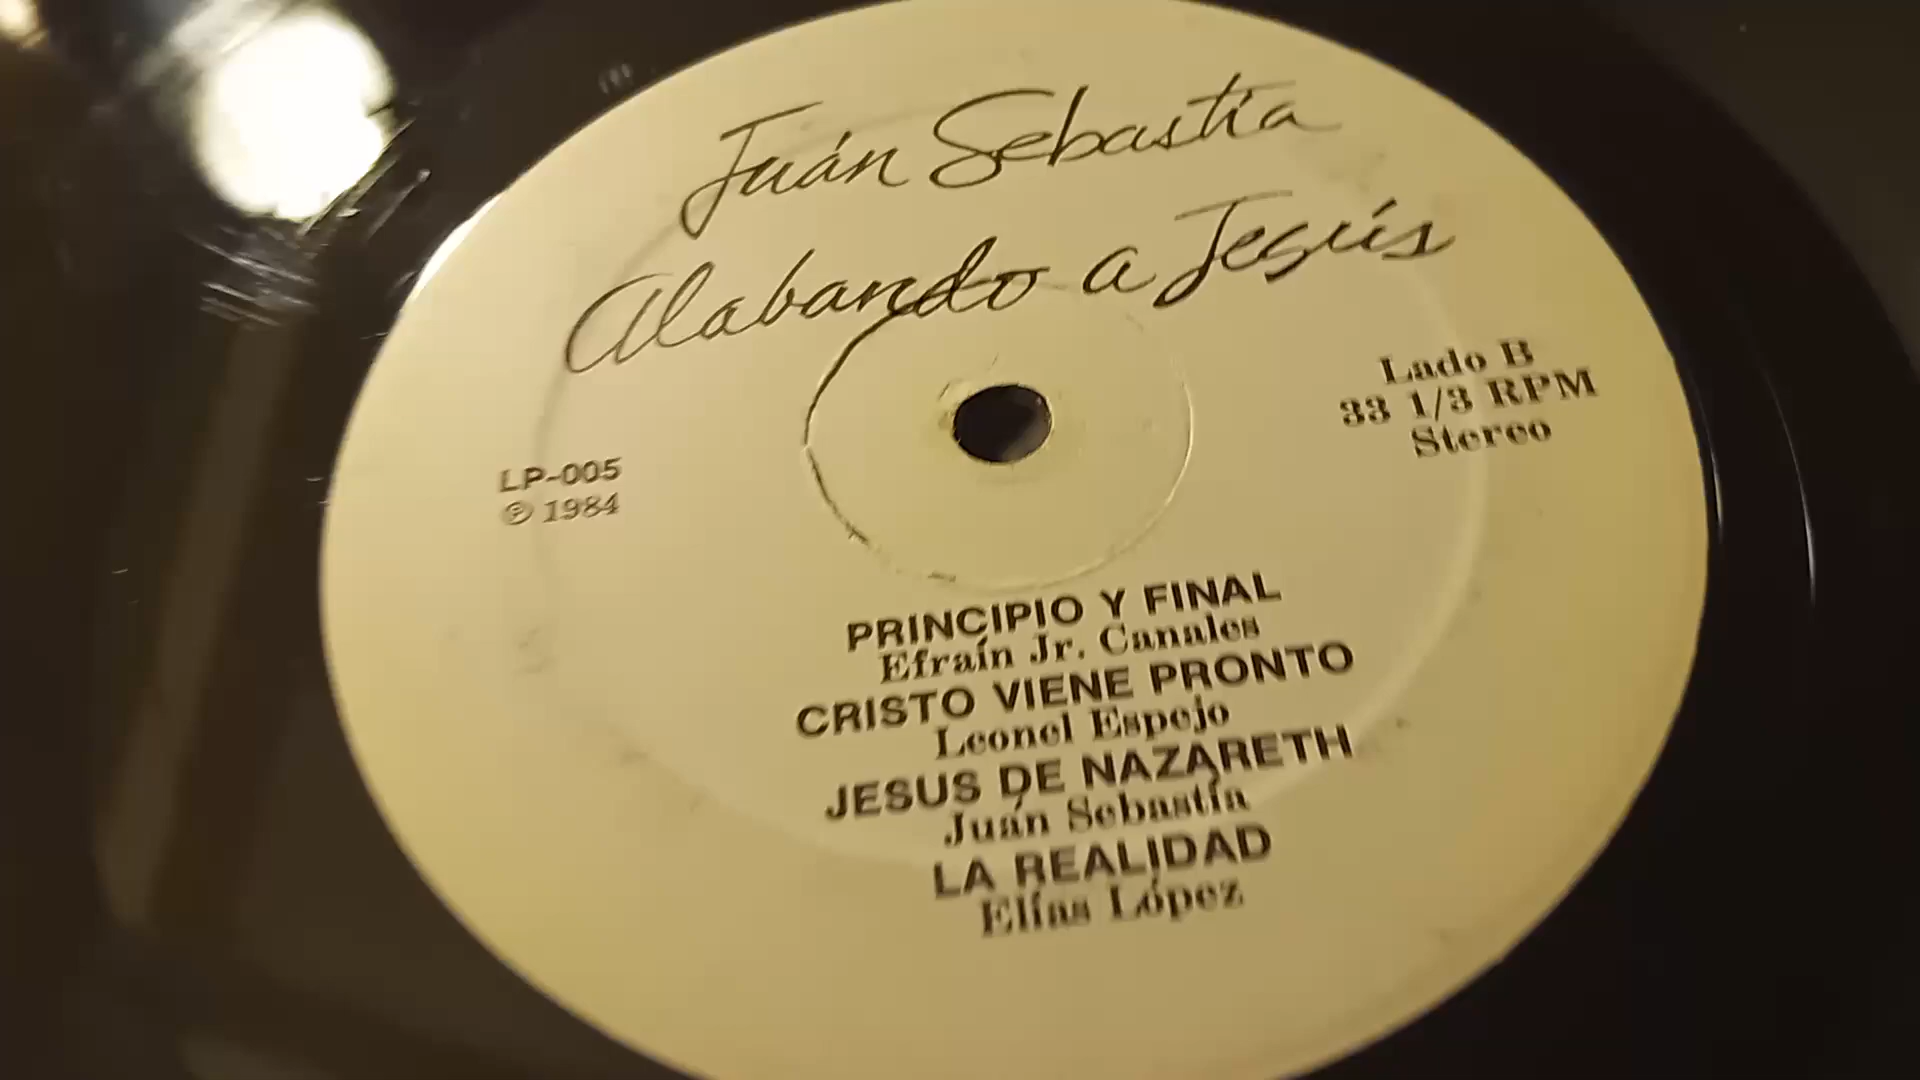 Juán Sebastía
Alabando a Jesús
Lado B
33 1/3 RPM
Stereo
LP-005
℗ 1984
PRINCIPIO Y FINAL
Efraín Jr. Canales
CRISTO VIENE PRONTO
Leonel Espejo
JESUS DE NAZARETH
Juán Sebastía
LA REALIDAD
Elías López